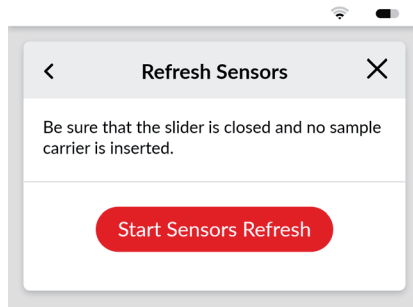 Refresh Sensors
Be sure that the slider is closed and no sample
carrier is inserted.
Start Sensors Refresh